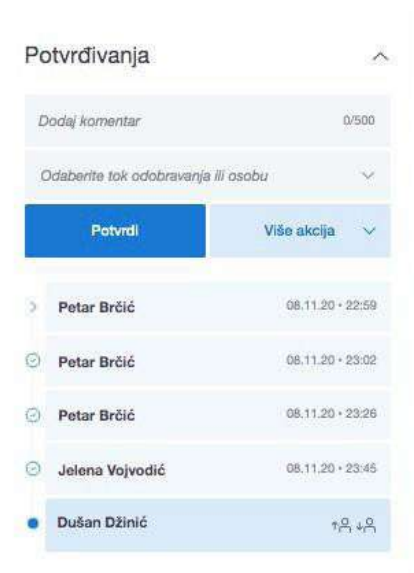 Potvrđivanja
Dodaj komentar 0/500
Odaberite tok odobravanja ili osobu
Potvrdi Više akcija
Petar Brčić 08.11.20 • 22:59
Petar Brčić 08.11.20 • 23:02
Petar Brčić 08.11.20 • 23:26
Jelena Vojvodić 08.11.20 • 23:45
Dušan Džinić